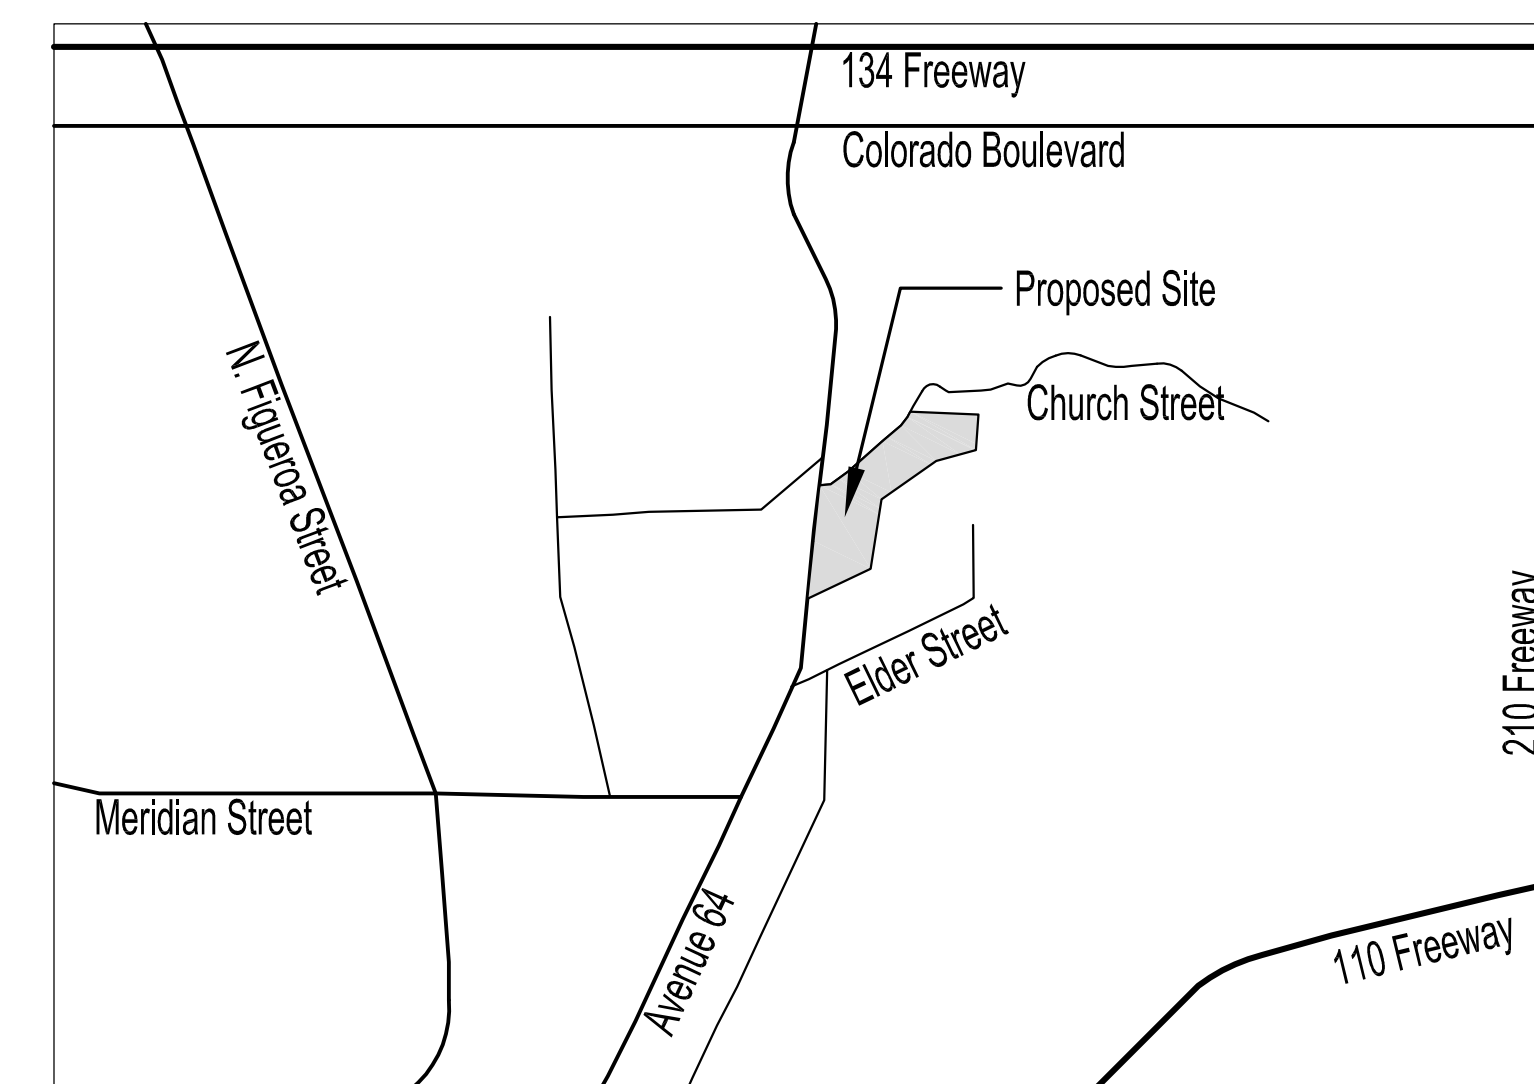 134 Freeway
Colorado Boulevard
Proposed Site
Church Street
N. Figueroa Street
Elder Street
210 Freeway
Meridian Street
Avenue 64
110 Freeway